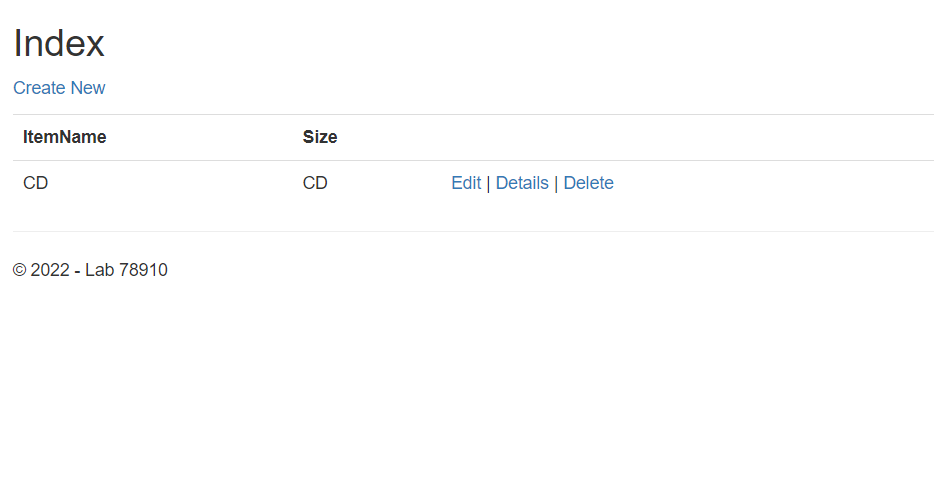 Index
Create New
ItemName Size
CD CD Edit | Details | Delete
© 2022 - Lab 78910